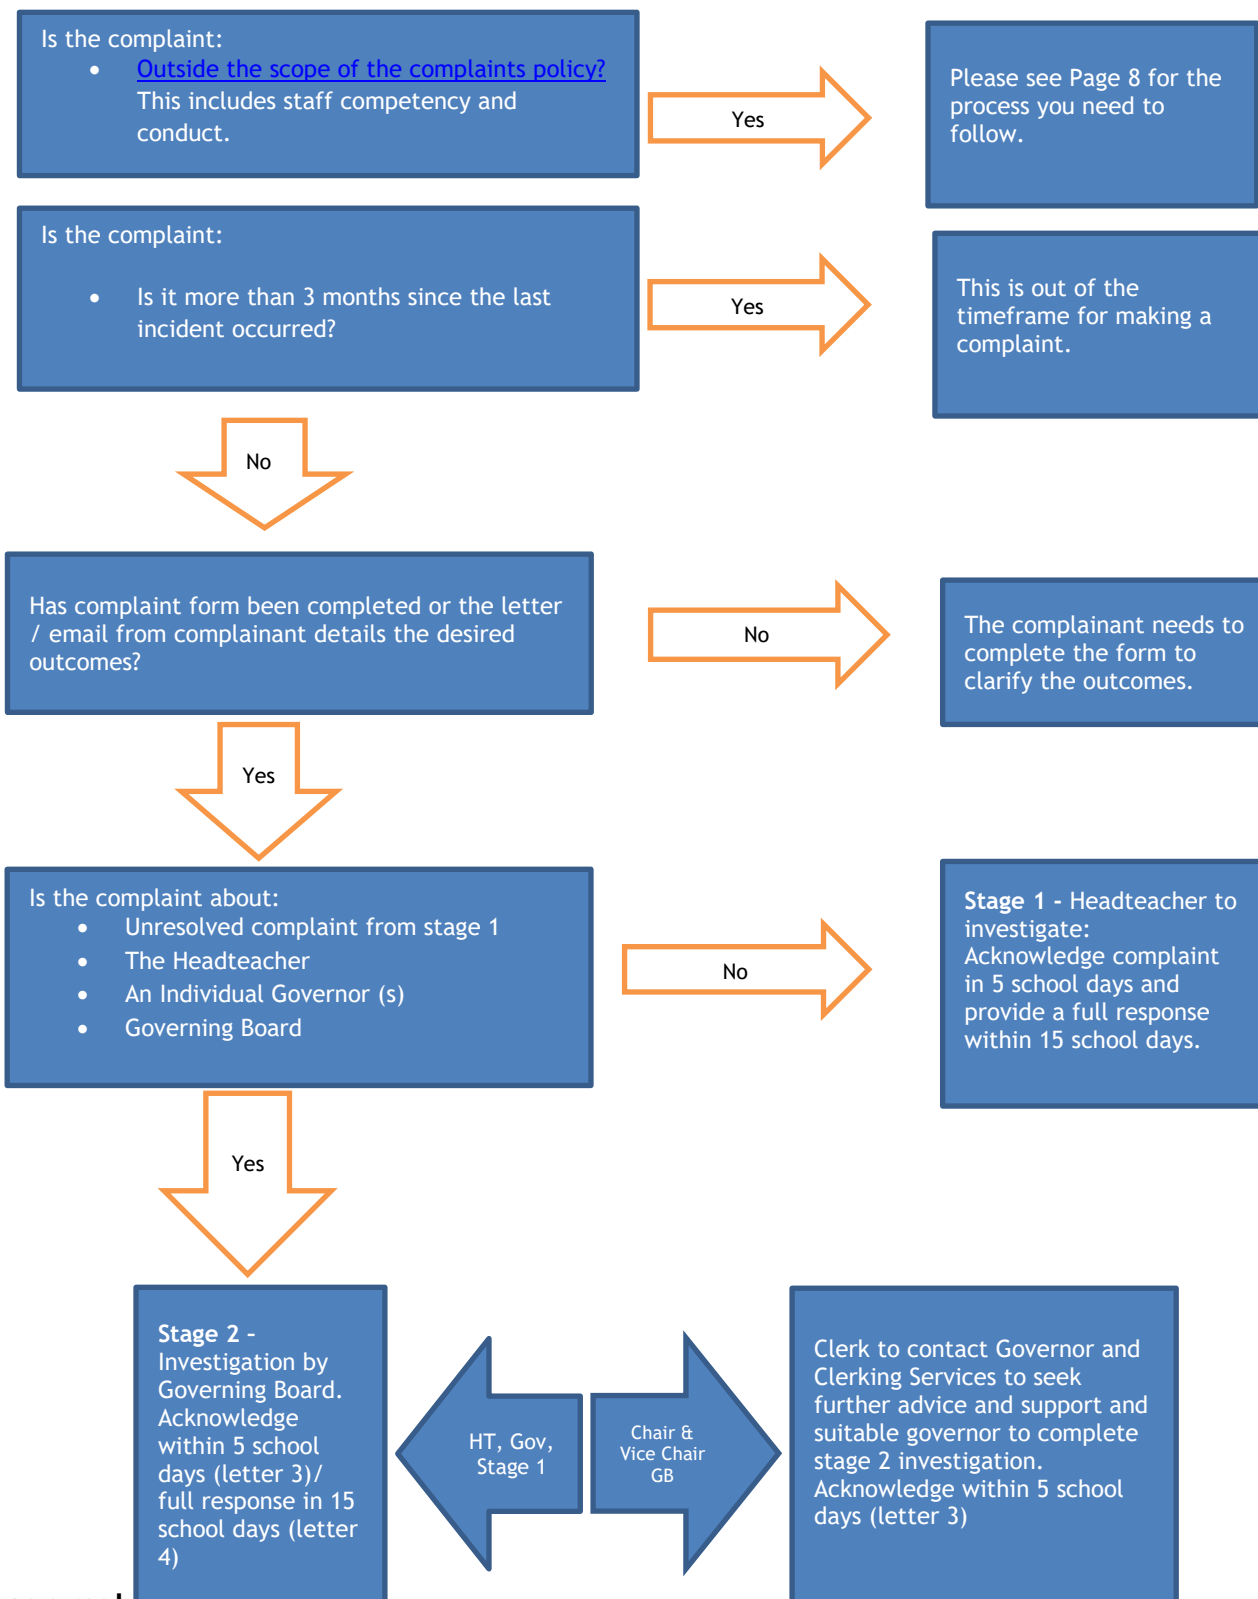 Is the complaint:
• Outside the scope of the complaints policy?
This includes staff competency and
conduct.
Yes
Please see Page 8 for the
process you need to
follow.
Is the complaint:
• Is it more than 3 months since the last
incident occurred?
Yes
This is out of the
timeframe for making a
complaint.
No
Has complaint form been completed or the letter
/ email from complainant details the desired
outcomes?
No
The complainant needs to
complete the form to
clarify the outcomes.
Yes
Is the complaint about:
• Unresolved complaint from stage 1
• The Headteacher
• An Individual Governor (s)
• Governing Board
No
Stage 1 - Headteacher to
investigate:
Acknowledge complaint
in 5 school days and
provide a full response
within 15 school days.
Yes
Stage 2 –
Investigation by
Governing Board.
Acknowledge
within 5 school
days (letter 3)/
full response in 15
school days (letter
4)
HT, Gov,
Stage 1
Chair &
Vice Chair
GB
Clerk to contact Governor and
Clerking Services to seek
further advice and support and
suitable governor to complete
stage 2 investigation.
Acknowledge within 5 school
days (letter 3)